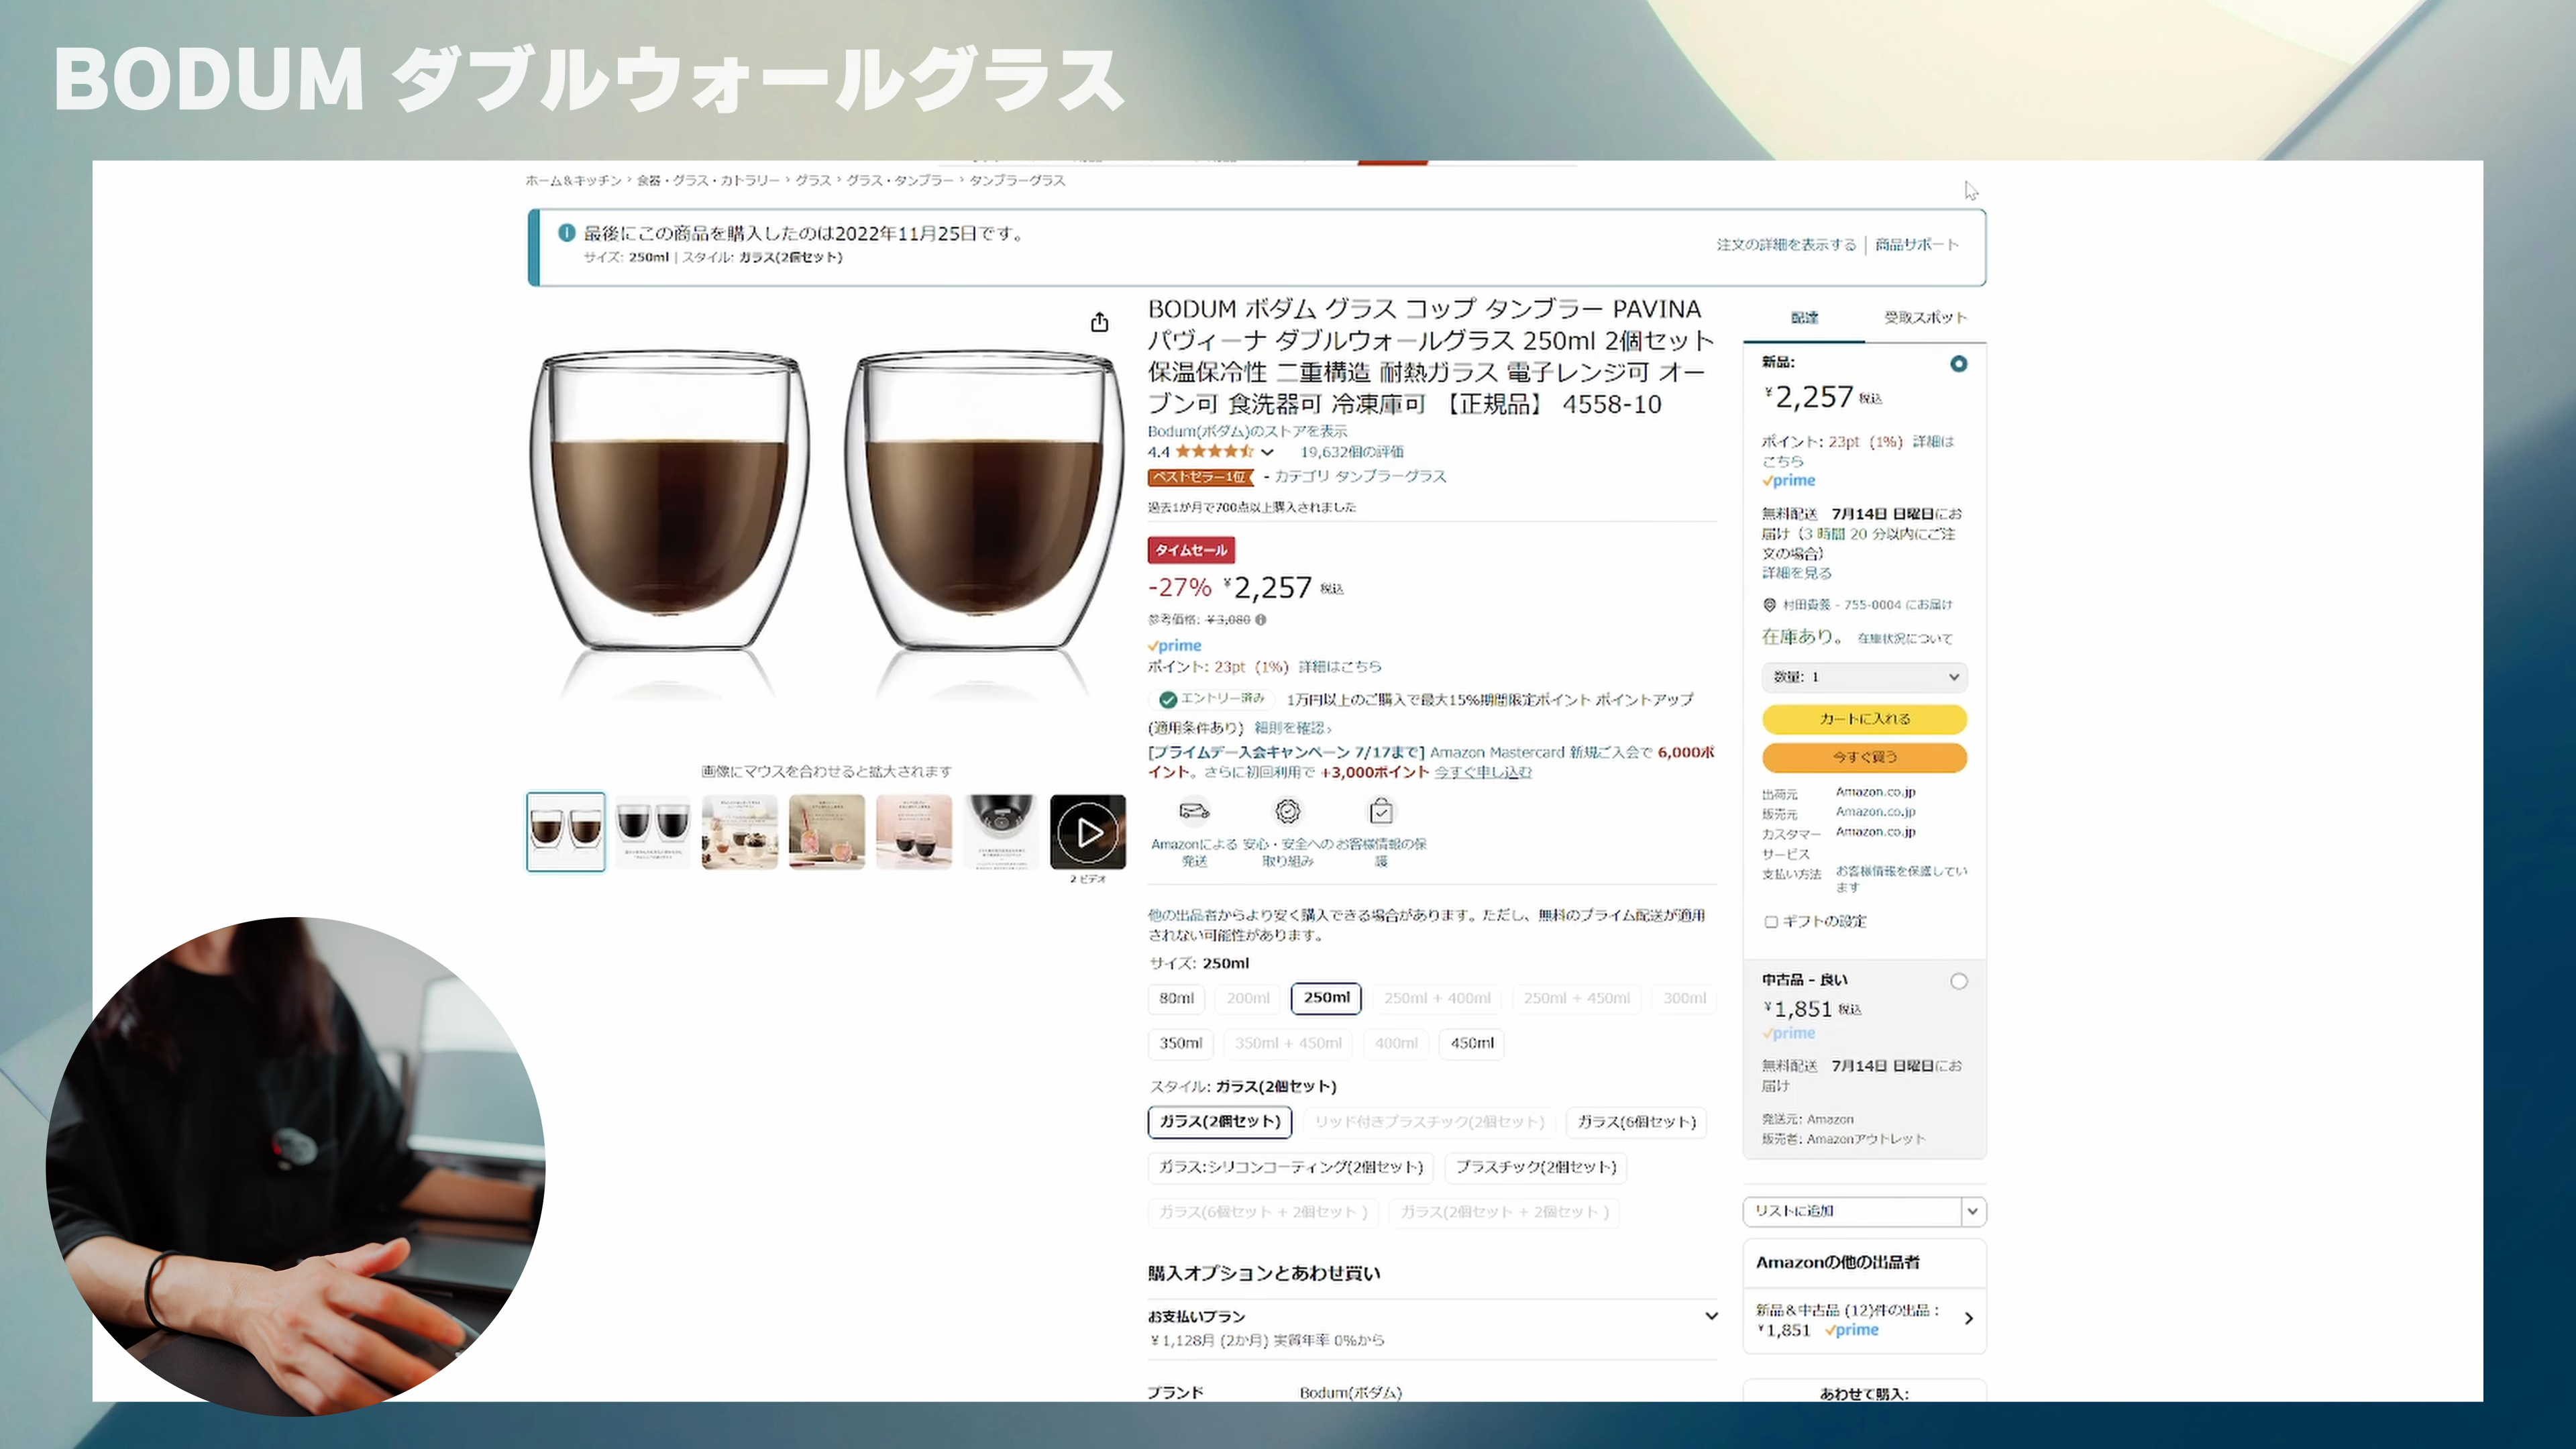 BODUM ダブルウォールグラス
ホーム＆キッチン › 食器・グラス・カトラリー › グラス › グラス・タンブラー › タンブラーグラス
最後にこの商品を購入したのは2022年11月25日です。
サイズ: 250ml | スタイル: ガラス(2個セット)
注文の詳細を表示する | 商品サポート
BODUM ボダム グラス コップ タンブラー PAVINA
パヴィーナ ダブルウォールグラス 250ml 2個セット
保温保冷性 二重構造 耐熱ガラス 電子レンジ可 オー
ブン可 食洗器可 冷凍庫可 【正規品】 4558-10
Bodum(ボダム)のストアを表示
4.4 19,632個の評価
ベストセラー1位 - カテゴリ タンブラーグラス
過去1か月で700点以上購入されました
タイムセール
-27% ¥2,257 税込
参考価格: ¥3,080
prime
ポイント: 23pt (1%) 詳細はこちら
エントリー済み 1万円以上のご購入で最大15%期間限定ポイント ポイントアップ
(適用条件あり) 細則を確認›
[プライムデー入会キャンペーン 7/17まで] Amazon Mastercard 新規ご入会で 6,000ポ
イント。さらに初回利用で +3,000ポイント 今すぐ申し込む
画像にマウスを合わせると拡大されます
2 ビデオ
Amazonによる
発送
安心・安全への
取り組み
お客様情報の保
護
他の出品者からより安く購入できる場合があります。ただし、無料のプライム配送が適用
されない可能性があります。
サイズ: 250ml
80ml 200ml 250ml 250ml + 400ml 250ml + 450ml 300ml
350ml 350ml + 450ml 400ml 450ml
スタイル: ガラス(2個セット)
ガラス(2個セット) リッド付きプラスチック(2個セット) ガラス(6個セット)
ガラス:シリコンコーティング(2個セット) プラスチック(2個セット)
ガラス(6個セット + 2個セット ) ガラス(2個セット + 2個セット )
購入オプションとあわせ買い
お支払いプラン
¥1,128月 (2か月) 実質年率 0%から
ブランド Bodum(ボダム)
配達 受取スポット
新品:
¥2,257 税込
ポイント: 23pt (1%) 詳細は
こちら
prime
無料配送 7月14日 日曜日にお
届け（3 時間 20 分以内にご注
文の場合）
詳細を見る
村田貴義 - 755-0004 にお届け
在庫あり。 在庫状況について
数量: 1
カートに入れる
今すぐ買う
出荷元 Amazon.co.jp
販売元 Amazon.co.jp
カスタマー Amazon.co.jp
サービス
支払い方法 お客様情報を保護してい
ます
ギフトの設定
中古品 - 良い
¥1,851 税込
prime
無料配送 7月14日 日曜日にお
届け
発送元: Amazon
販売者: Amazonアウトレット
リストに追加
Amazonの他の出品者
新品＆中古品 (12)件の出品：
¥1,851 prime
あわせて購入: